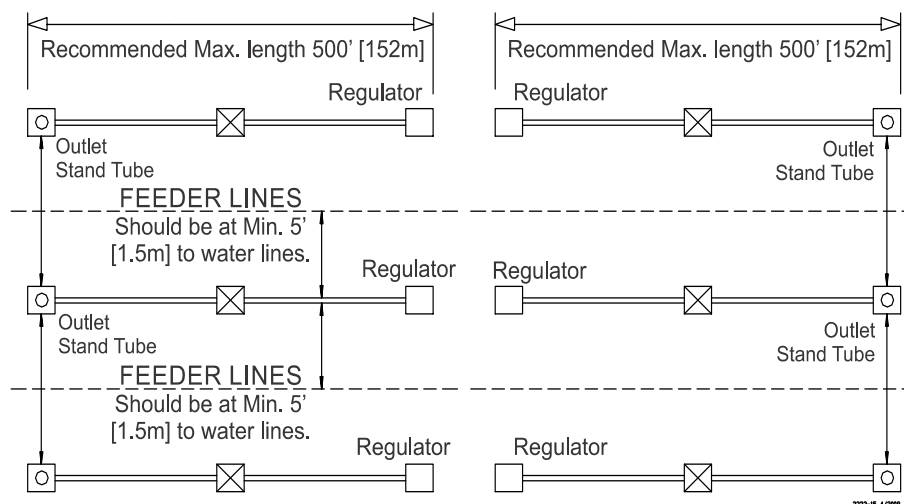 Recommended Max. length 500' [152m]
Recommended Max. length 500' [152m]
Regulator
Regulator
Outlet
Stand Tube
Outlet
Stand Tube
FEEDER LINES
Should be at Min. 5'
[1.5m] to water lines.
Regulator
Regulator
Outlet
Stand Tube
Outlet
Stand Tube
FEEDER LINES
Should be at Min. 5'
[1.5m] to water lines.
Regulator
Regulator